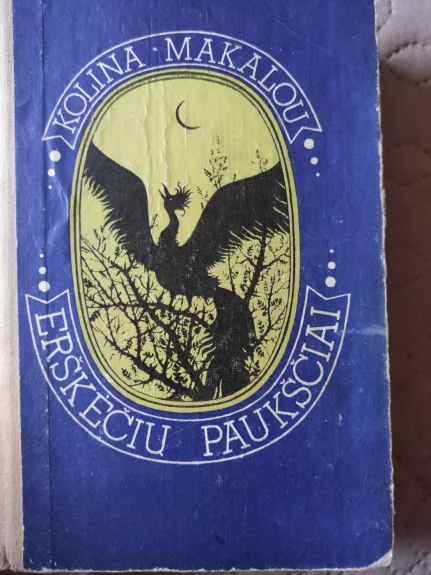 KOLINA · MAKALOU
ERŠKĖČIŲ PAUKŠČIAI